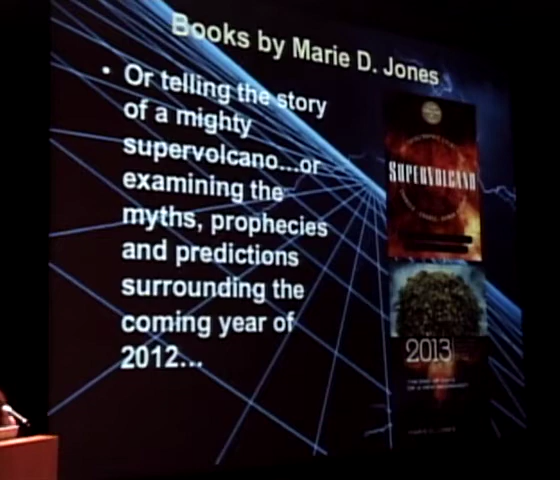 Books by Marie D. Jones
• Or telling the story
of a mighty
supervolcano...or
examining the
myths, prophecies
and predictions
surrounding the
coming year of
2012...
SUPERVOLCANO
2013